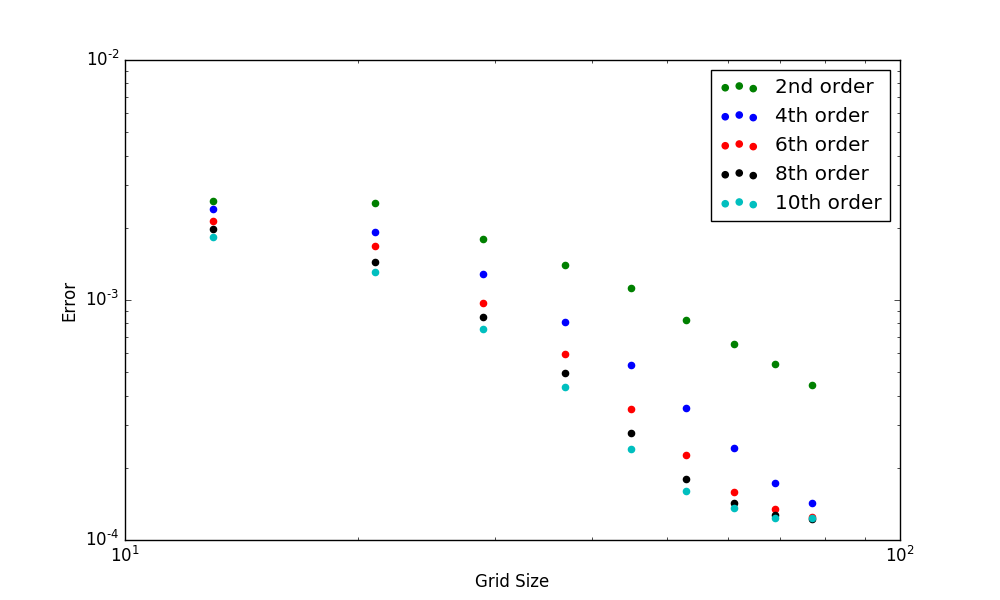 10^-2
10^-3
10^-4
Error
10^1
10^2
Grid Size
2nd order
4th order
6th order
8th order
10th order